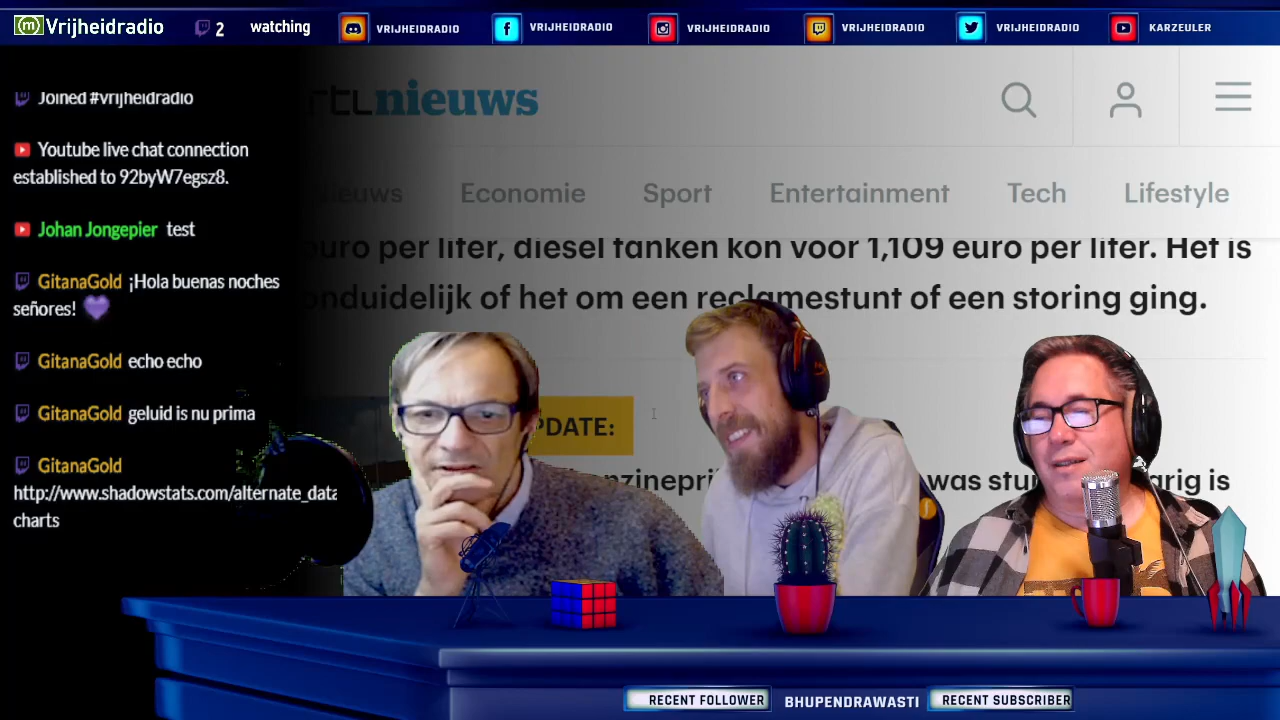 Vrijheidradio 2 watching VRIJHEIDRADIO VRIJHEIDRADIO VRIJHEIDRADIO VRIJHEIDRADIO VRIJHEIDRADIO KARZEULER
Joined #vrijheidradio
Youtube live chat connection
established to 92byW7egsz8.
Johan Jongepier test
GitanaGold ¡Hola buenas noches
señores!
GitanaGold echo echo
GitanaGold geluid is nu prima
GitanaGold
http://www.shadowstats.com/alternate_data
charts
rtlnieuws
nieuws Economie Sport Entertainment Tech Lifestyle
euro per liter, diesel tanken kon voor 1,109 euro per liter. Het is
onduidelijk of het om een reclamestunt of een storing ging.
PDATE:
nzinepri was stu arig is
RECENT FOLLOWER BHUPENDRAWASTI RECENT SUBSCRIBER